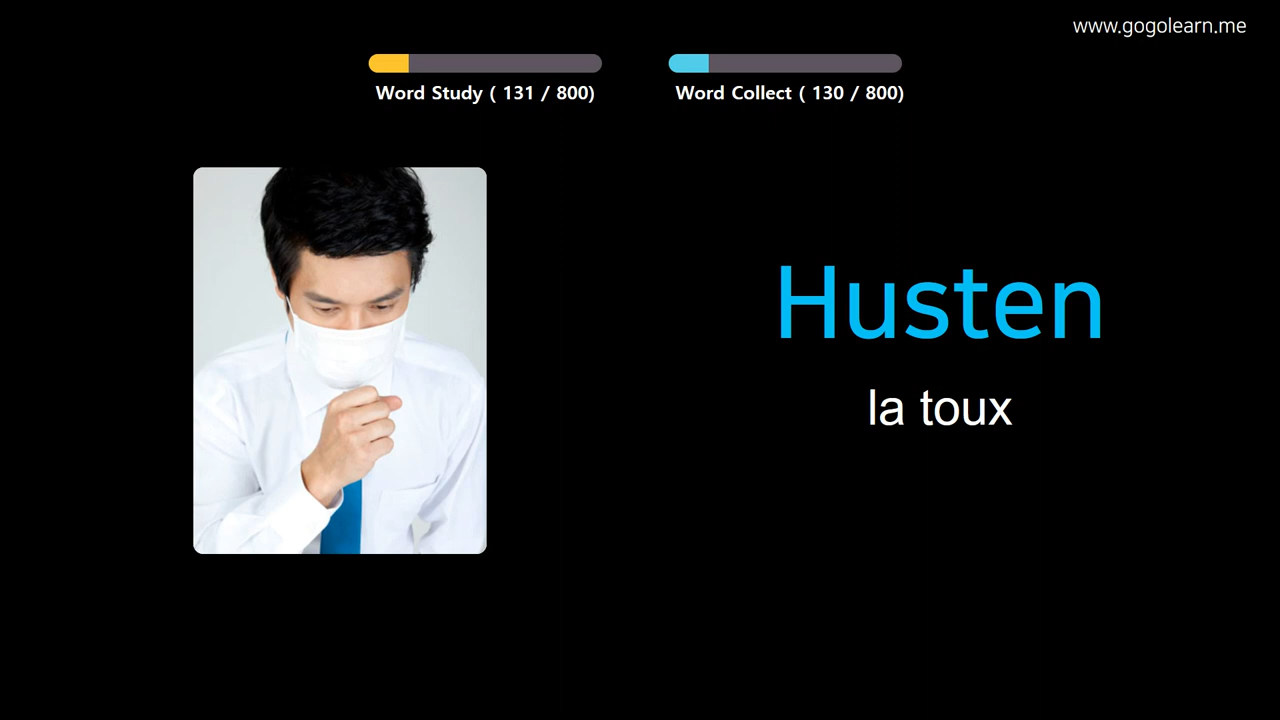 www.gogolearn.me
Word Study ( 131 / 800)
Word Collect ( 130 / 800)
Husten
la toux